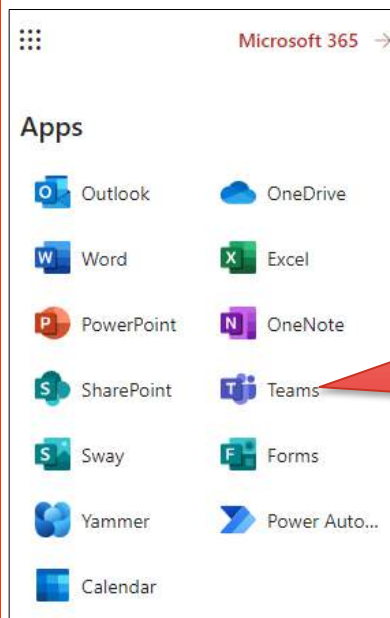 Microsoft 365 →
Apps
Outlook OneDrive
Word Excel
PowerPoint OneNote
SharePoint Teams
Sway Forms
Yammer Power Auto...
Calendar